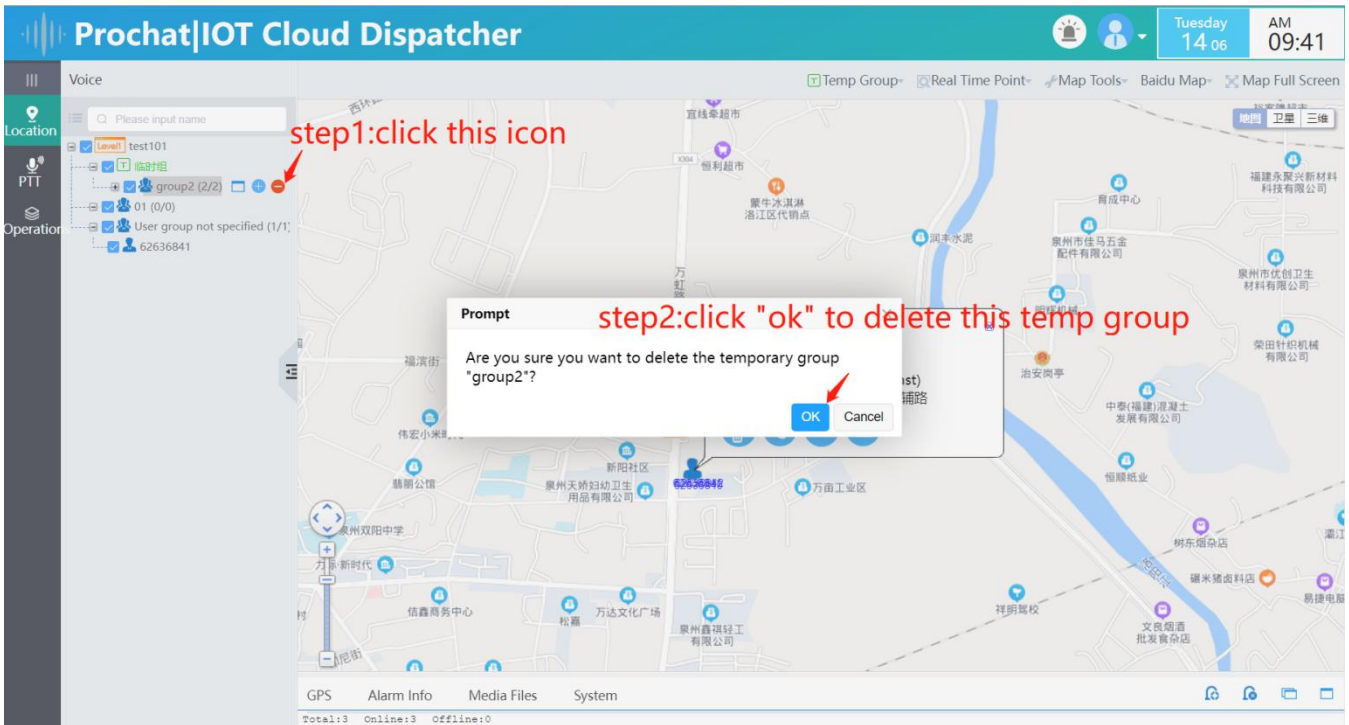 Prochat|IOT Cloud Dispatcher
Tuesday
14 06
AM
09:41
Voice
Temp Group
Real Time Point
Map Tools
Baidu Map
Map Full Screen
Location
PTT
Operation
Please input name
step1:click this icon
Level1 test101
T 临时组
group2 (2/2)
01 (0/0)
User group not specified (1/1)
62636841
地图 卫星 三维
宜线牵超市
X304
恒利超市
蒙牛冰淇淋
洛江区代销点
万虹
润丰水泥
育成中心
泉州市佳马五金
配件有限公司
福建永聚兴新材料
科技有限公司
泉州市优创卫生
材料有限公司
荣田针织机械
有限公司
治安岗亭
中泰(福建)混凝土
发展有限公司
恒顺纸业
step2:click "ok" to delete this temp group
Prompt
Are you sure you want to delete the temporary group
"group2"?
OK
Cancel
辅路
福滨街
新阳社区
翡丽公馆
泉州天娇妇幼卫生
用品有限公司
万亩工业区
泉州双阳中学
新时代
信鑫商务中心
松嘉
万达文化广场
泉州鑫祺轻工
有限公司
祥明驾校
树东烟杂店
碾米猪卤料店
文良烟酒
批发食杂店
GPS
Alarm Info
Media Files
System
Total:3 Online:3 Offline:0